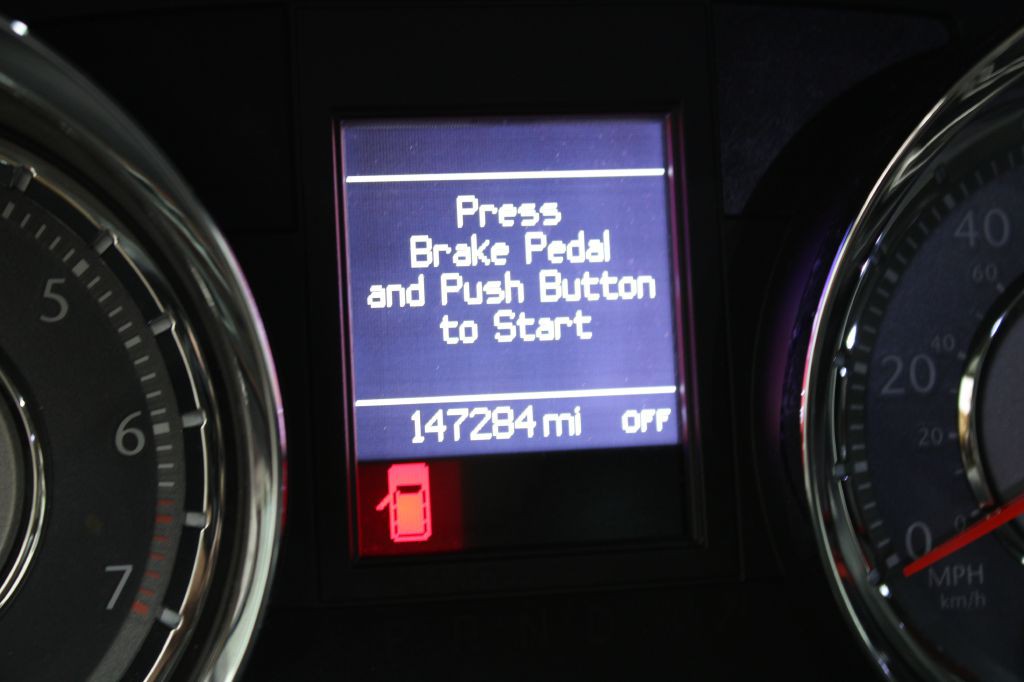 Press
Brake Pedal
and Push Button
to Start
147284 mi OFF
5
6
7
40
60
40
20
20
0
0
MPH
km/h
P R N D